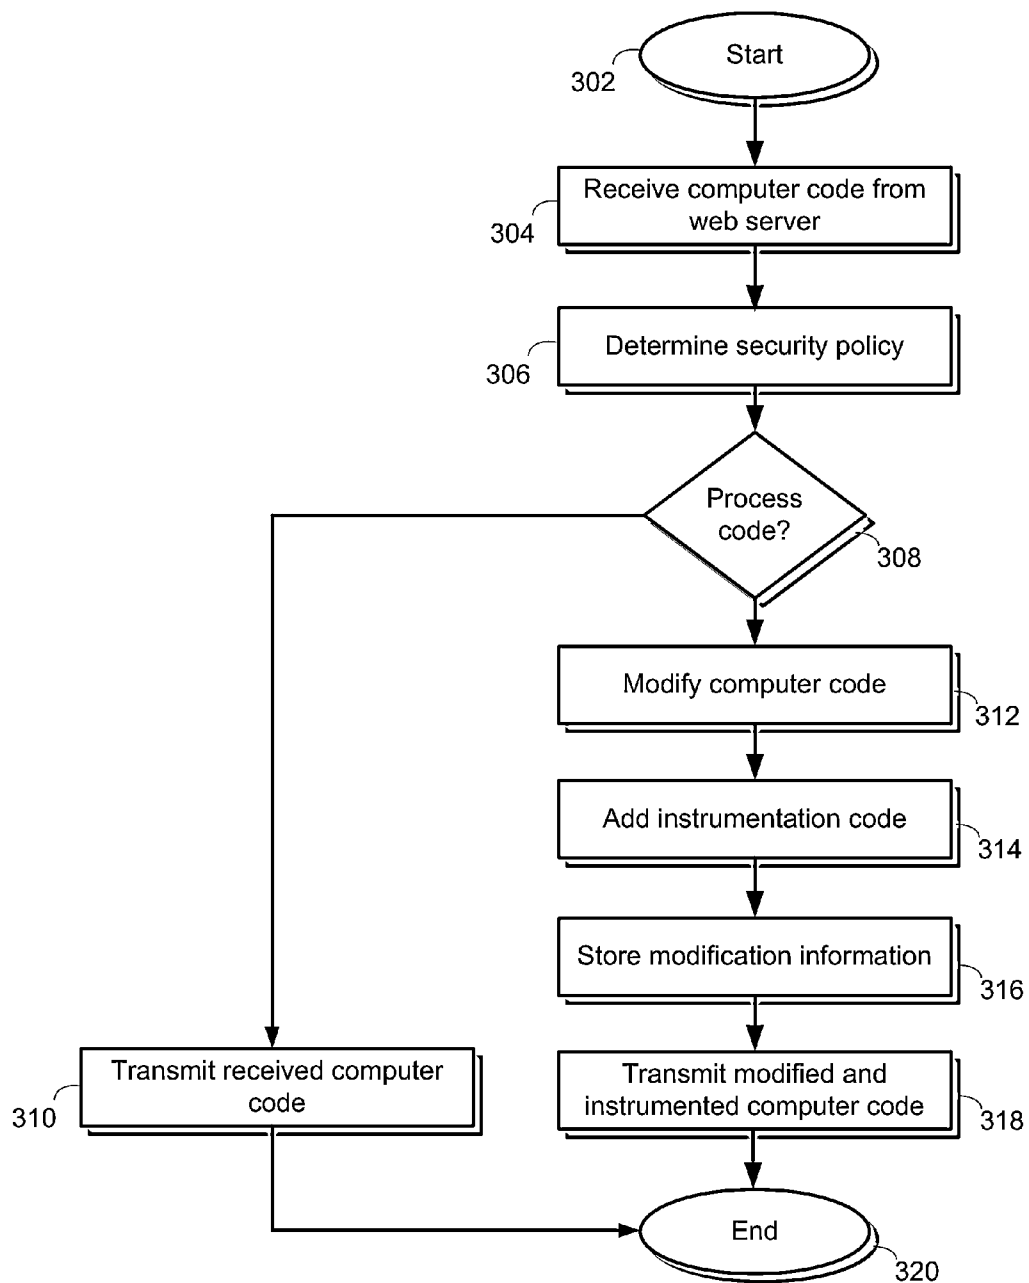 Start
302
Receive computer code from
web server
304
Determine security policy
306
Process
code?
308
Modify computer code
312
Add instrumentation code
314
Store modification information
316
Transmit received computer
code
310
Transmit modified and
instrumented computer code
318
End
320